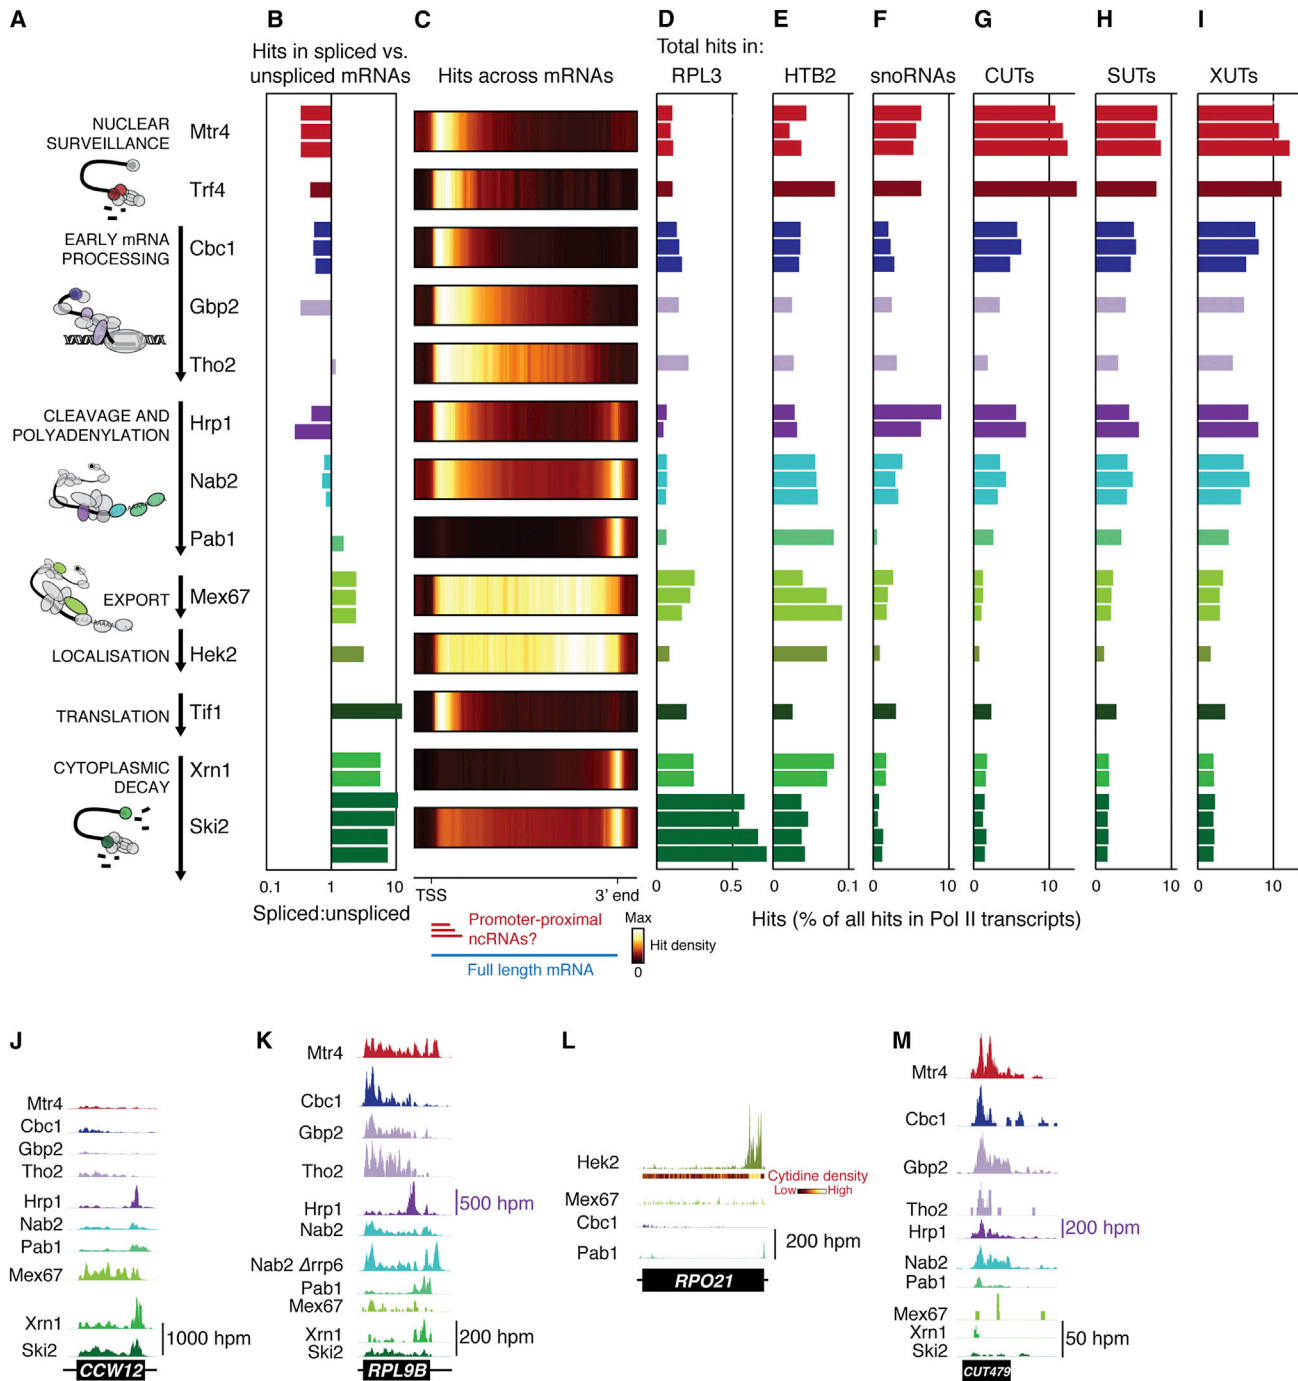 A
B
C
D
E
F
G
H
I
Hits in spliced vs.
unspliced mRNAs
Hits across mRNAs
Total hits in:
RPL3
HTB2
snoRNAs
CUTs
SUTs
XUTs
NUCLEAR
SURVEILLANCE
Mtr4
Trf4
EARLY mRNA
PROCESSING
Cbc1
Gbp2
Tho2
CLEAVAGE AND
POLYADENYLATION
Hrp1
Nab2
Pab1
EXPORT
Mex67
LOCALISATION
Hek2
TRANSLATION
Tif1
CYTOPLASMIC
DECAY
Xrn1
Ski2
0.1 1 10
Spliced:unspliced
TSS 3' end
Promoter-proximal
ncRNAs?
Full length mRNA
Max
Hit density
0
0 0.5
0 0.1
0 10
0 10
0 10
0 10
Hits (% of all hits in Pol II transcripts)
J
Mtr4
Cbc1
Gbp2
Tho2
Hrp1
Nab2
Pab1
Mex67
Xrn1
Ski2
1000 hpm
CCW12
K
Mtr4
Cbc1
Gbp2
Tho2
Hrp1
500 hpm
Nab2
Nab2 Δrrp6
Pab1
Mex67
Xrn1
Ski2
200 hpm
RPL9B
L
Hek2
Cytidine density
Low High
Mex67
Cbc1
Pab1
200 hpm
RPO21
M
Mtr4
Cbc1
Gbp2
Tho2
Hrp1
200 hpm
Nab2
Pab1
Mex67
Xrn1
Ski2
50 hpm
CUT479